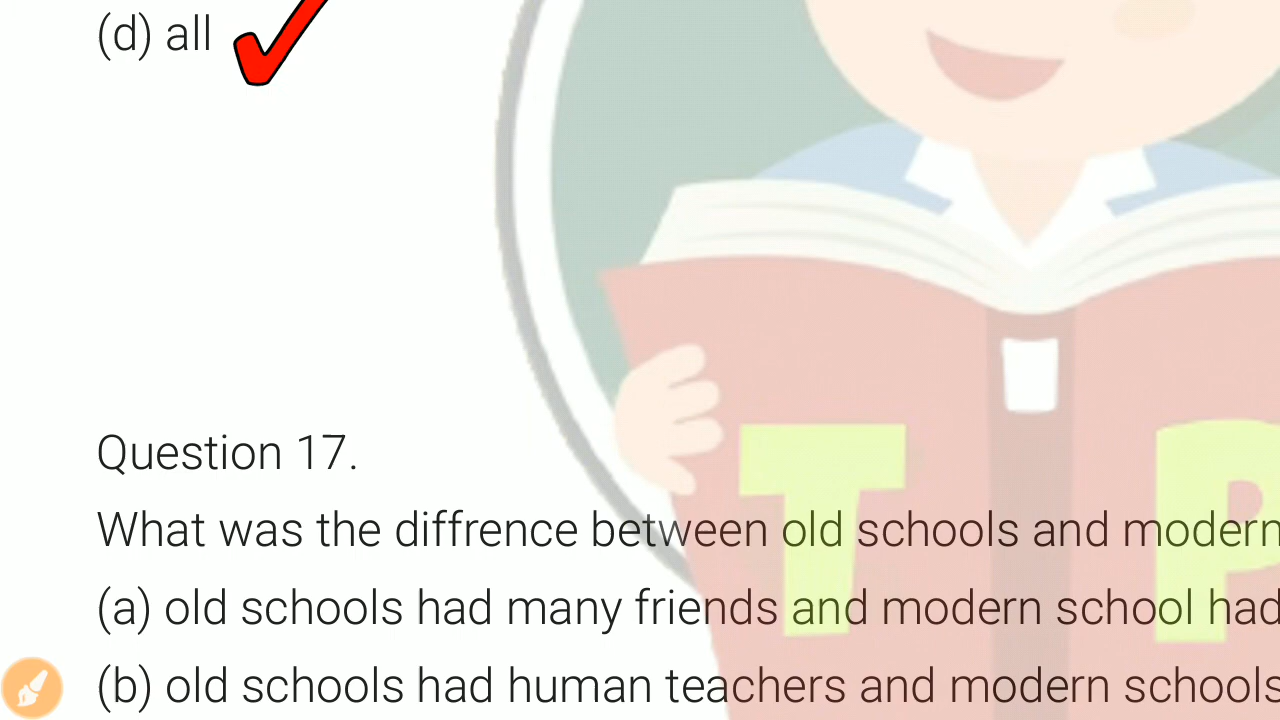 (d) all
Question 17.
What was the diffrence between old schools and modern
(a) old schools had many friends and modern school had
(b) old schools had human teachers and modern schools
T P